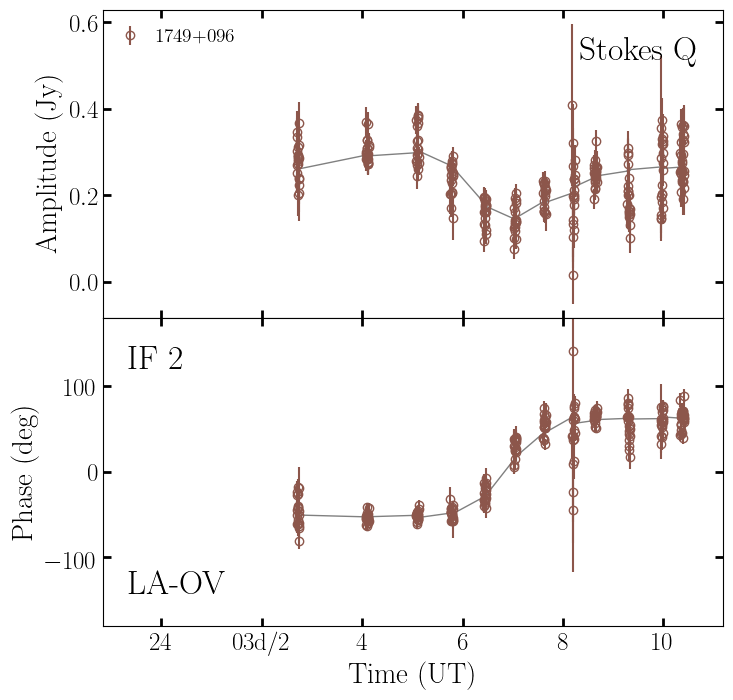 0.6
1749+096
Stokes Q
0.4
Amplitude (Jy)
0.2
0.0
IF 2
100
Phase (deg)
0
−100
LA-OV
24 03d/2 4 6 8 10
Time (UT)